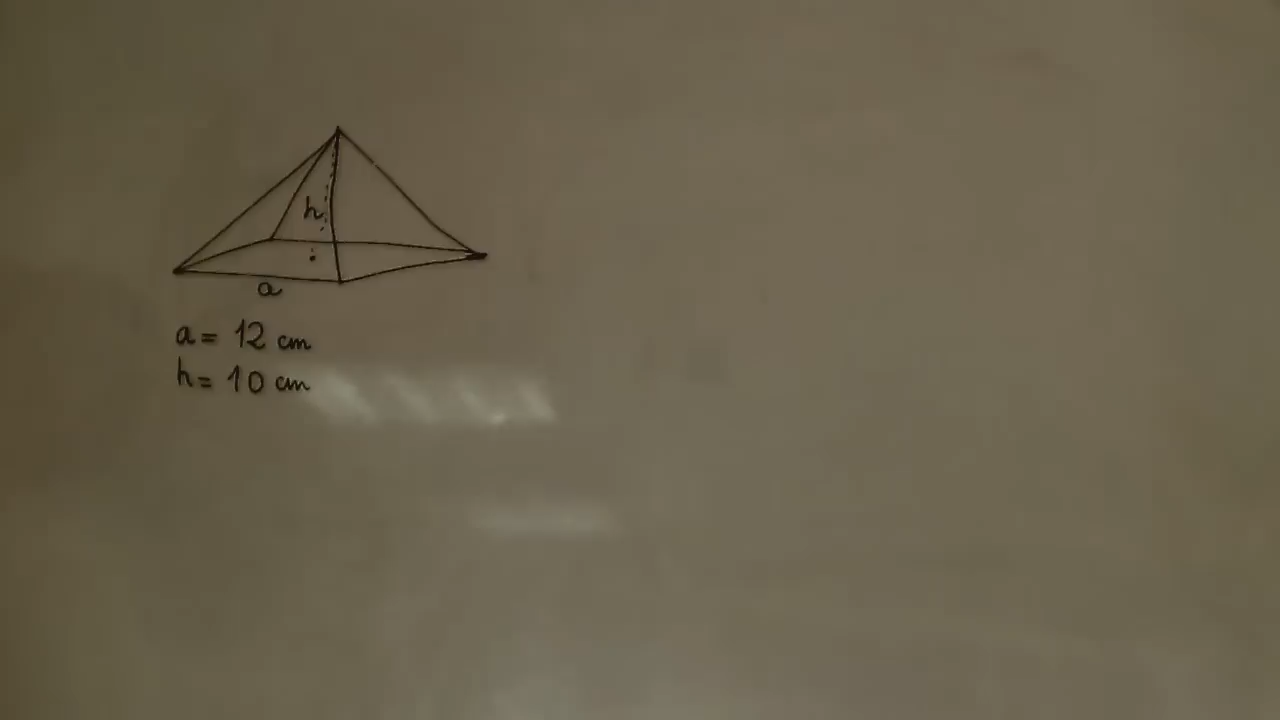 h
a
a = 12 cm
h = 10 cm